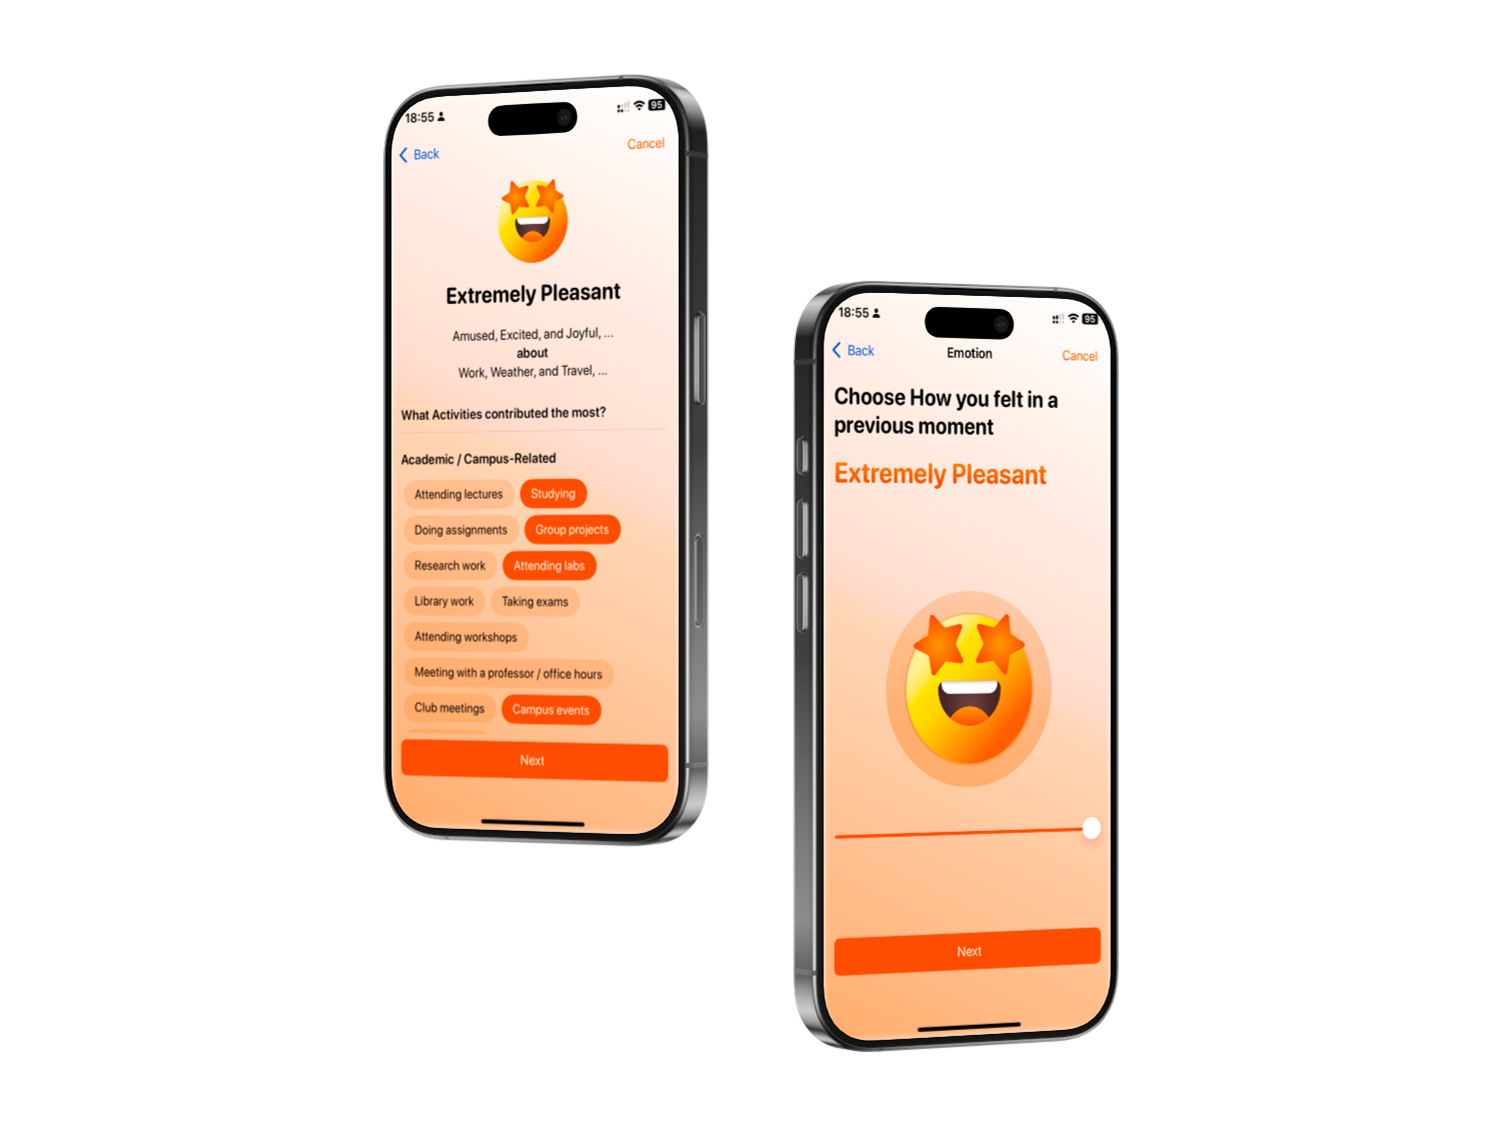 18:55
95
Back
Cancel
Extremely Pleasant
Amused, Excited, and Joyful, ...
about
Work, Weather, and Travel, ...
What Activities contributed the most?
Academic / Campus-Related
Attending lectures
Studying
Doing assignments
Group projects
Research work
Attending labs
Library work
Taking exams
Attending workshops
Meeting with a professor / office hours
Club meetings
Campus events
Next
18:55
95
Back
Emotion
Cancel
Choose How you felt in a
previous moment
Extremely Pleasant
Next